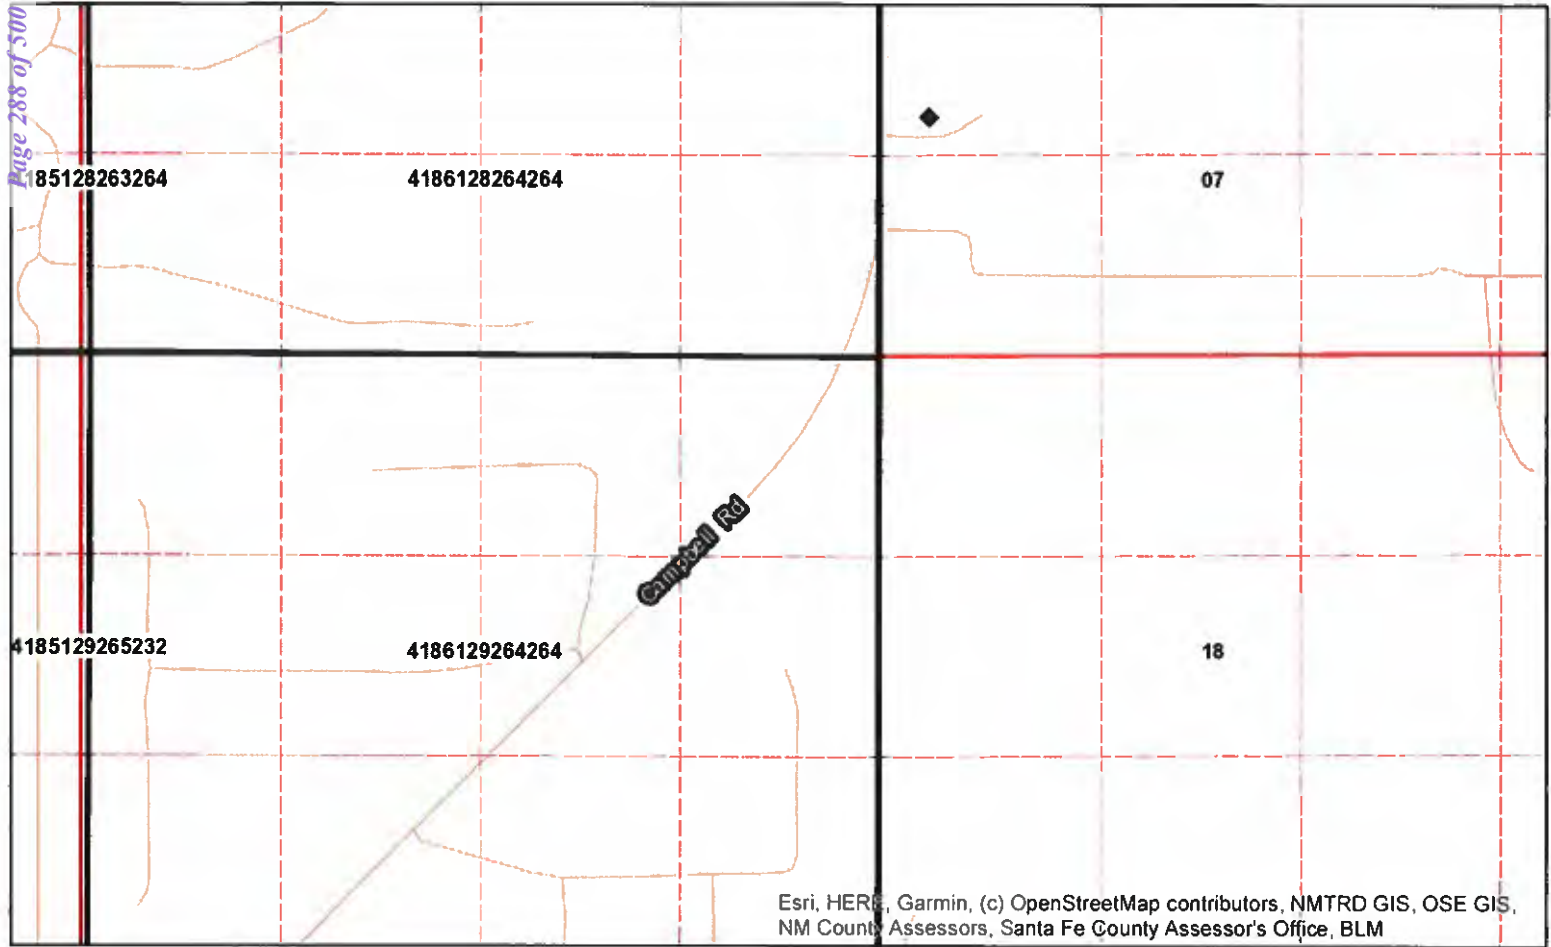 Page 288 of 500
185128263264
4186128264264
07
Campbell Rd
4185129265232
4186129264264
18
Esri, HERE, Garmin, (c) OpenStreetMap contributors, NMTRD GIS, OSE GIS,
NM County Assessors, Santa Fe County Assessor's Office, BLM